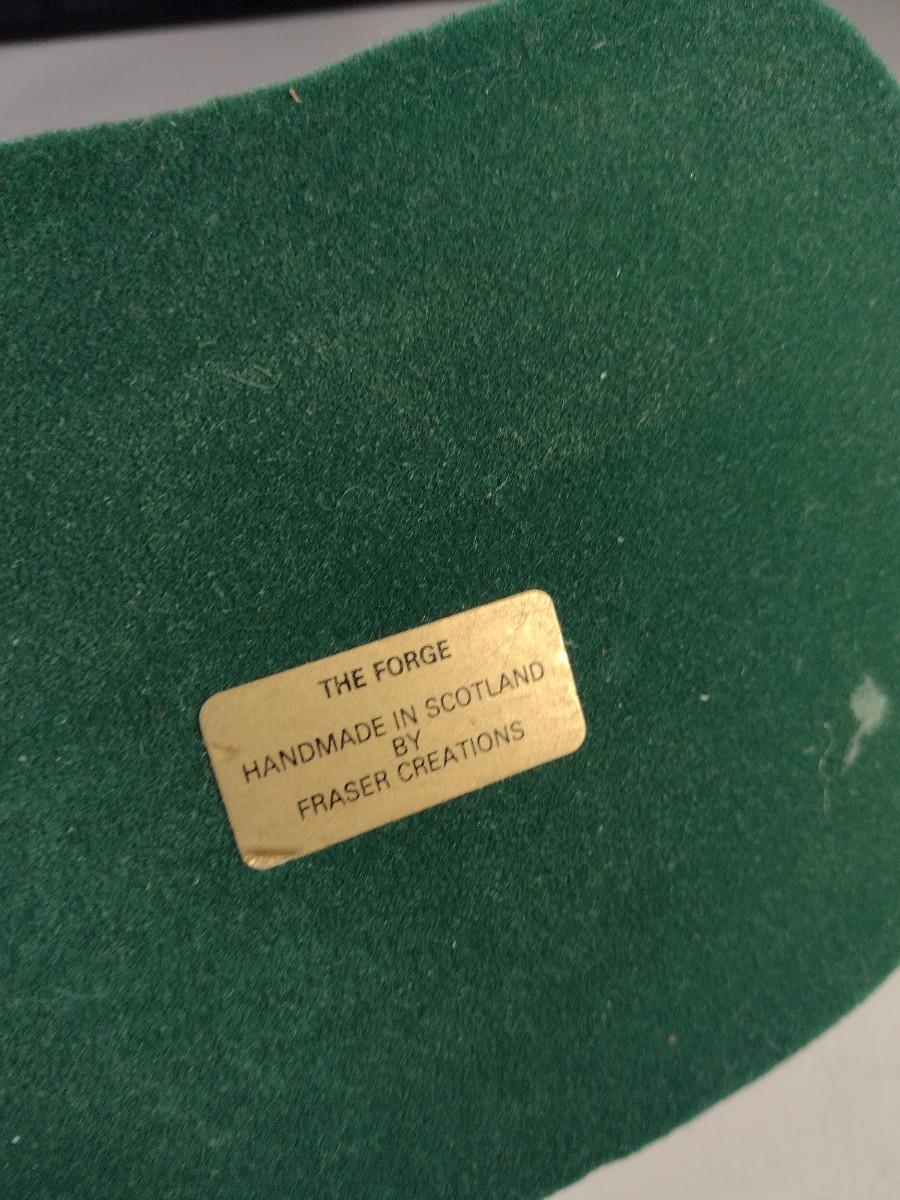 THE FORGE
HANDMADE IN SCOTLAND
BY
FRASER CREATIONS